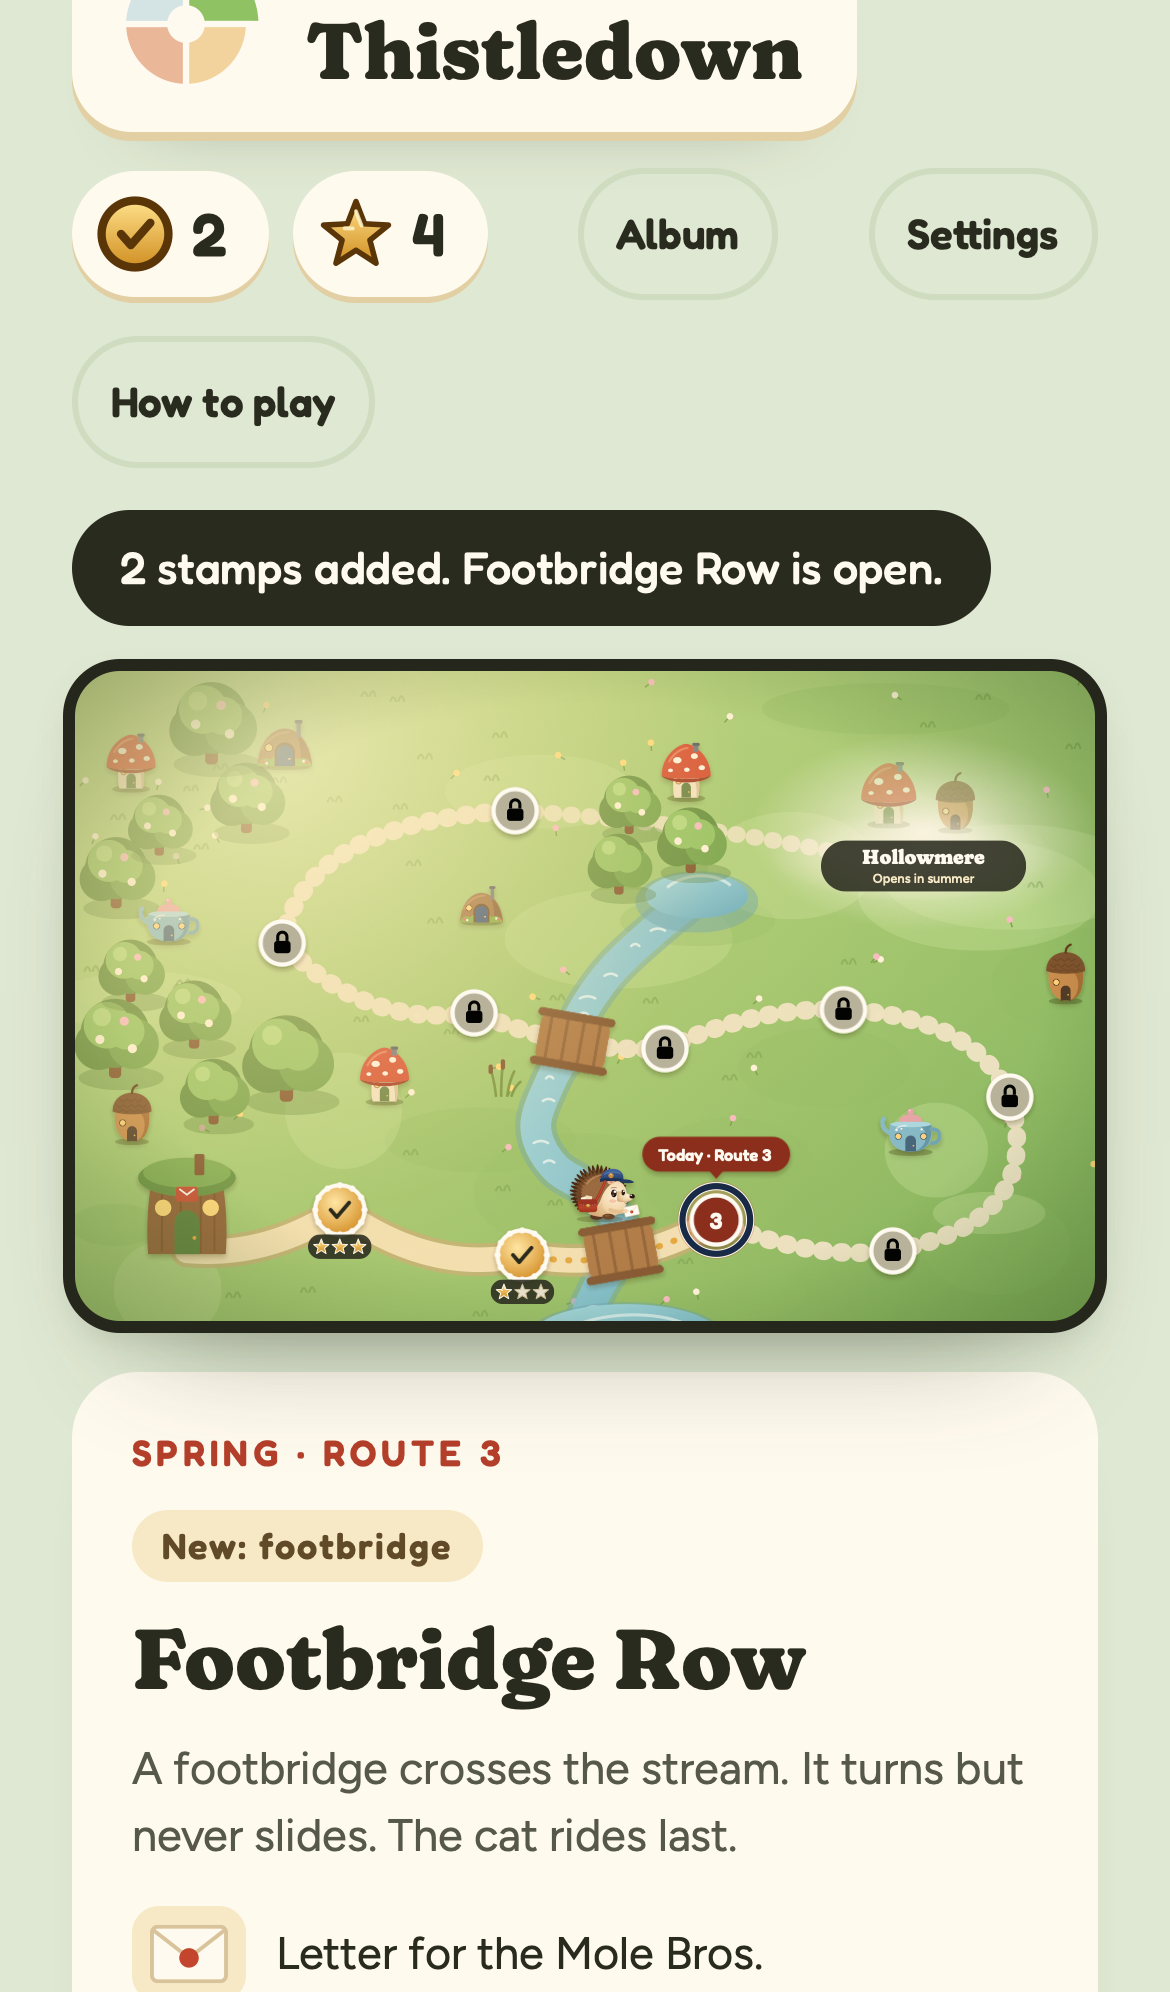 Thistledown
2
4
Album
Settings
How to play
2 stamps added. Footbridge Row is open.
Hollowmere
Opens in summer
Today · Route 3
3
SPRING · ROUTE 3
New: footbridge
Footbridge Row
A footbridge crosses the stream. It turns but
never slides. The cat rides last.
Letter for the Mole Bros.